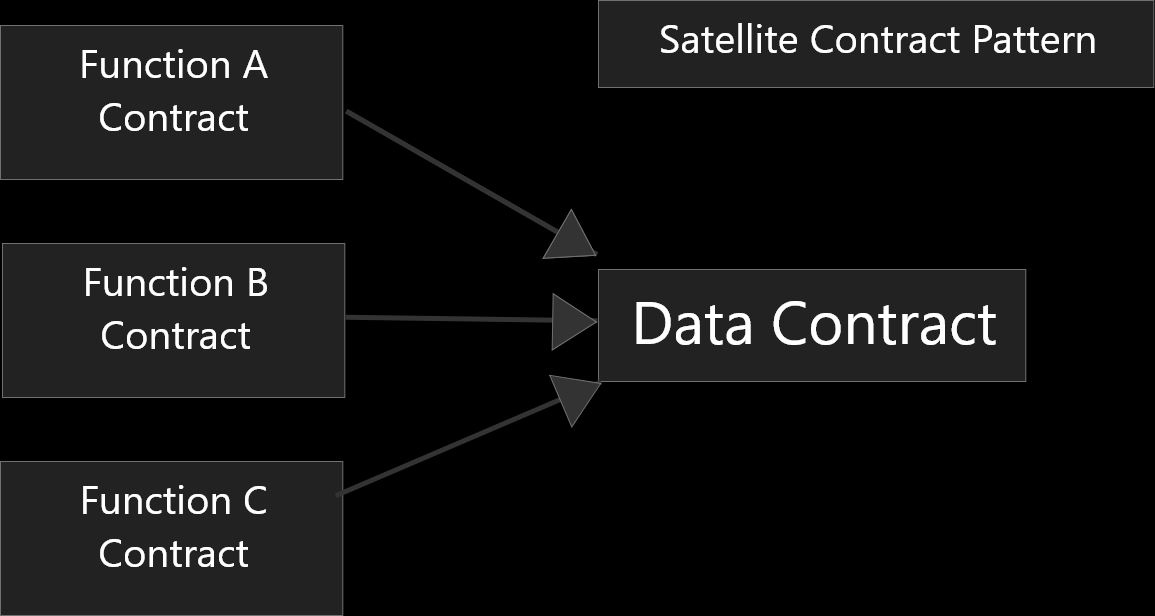 Function A
Contract
Satellite Contract Pattern
Function B
Contract
Data Contract
Function C
Contract